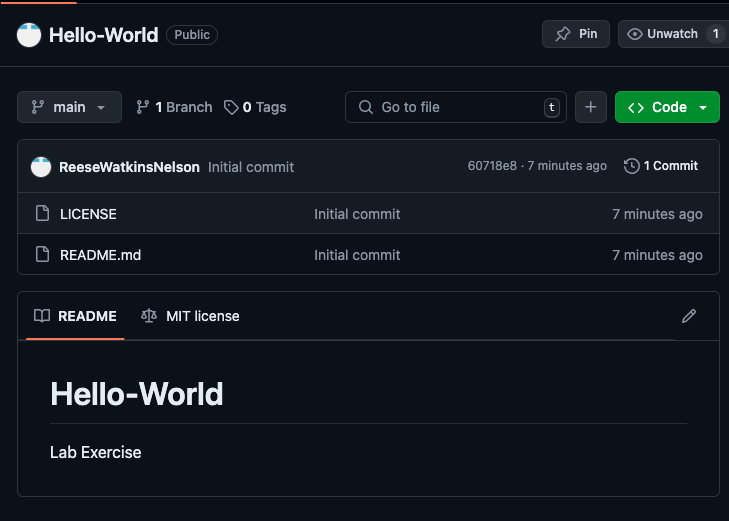 Hello-World Public Pin Unwatch 1
main 1 Branch 0 Tags Go to file t + <> Code
ReeseWatkinsNelson Initial commit 60718e8 · 7 minutes ago 1 Commit
LICENSE Initial commit 7 minutes ago
README.md Initial commit 7 minutes ago
README MIT license
Hello-World
Lab Exercise